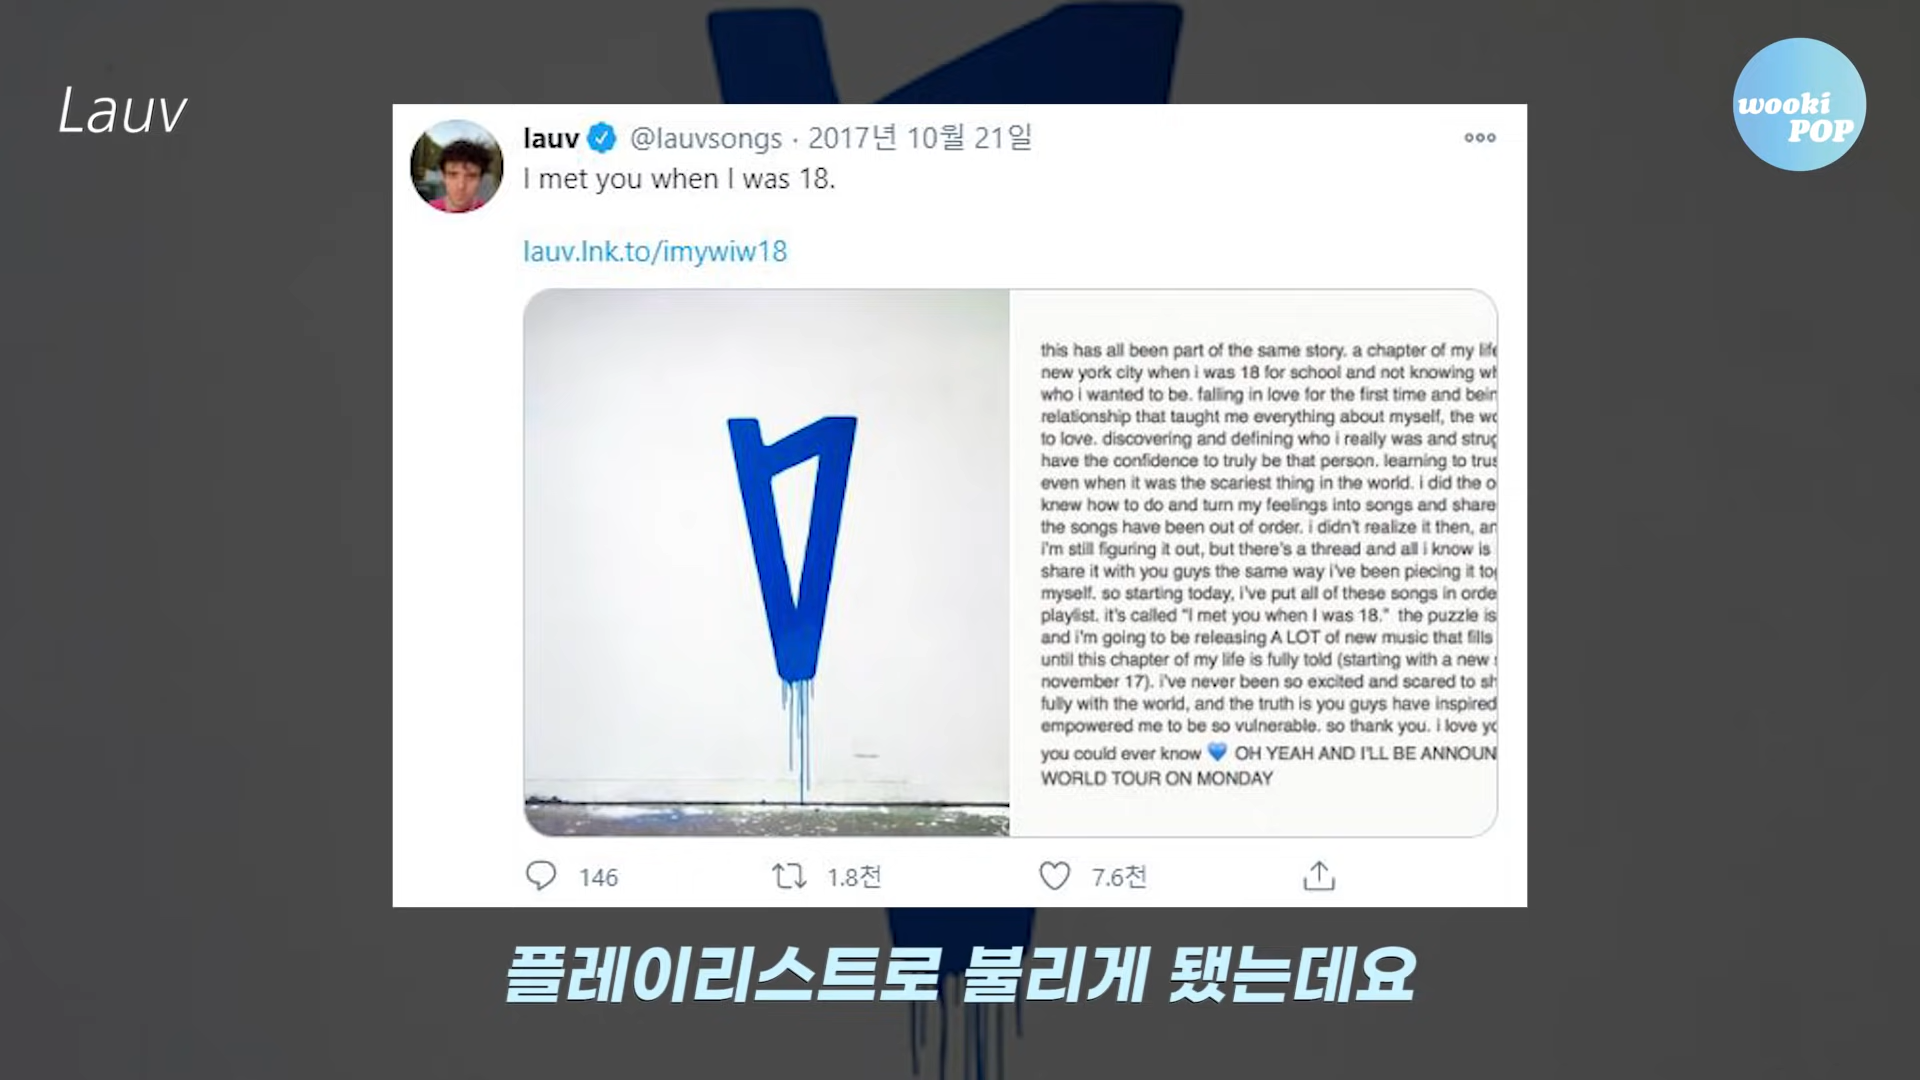 Lauv
wooki
POP
lauv @lauvsongs · 2017년 10월 21일
I met you when I was 18.
lauv.lnk.to/imywiw18
this has all been part of the same story. a chapter of my life
new york city when i was 18 for school and not knowing
who i wanted to be. falling in love for the first time and
relationship that taught me everything about myself, the
to love. discovering and defining who i really was and
have the confidence to truly be that person. learning to
even when it was the scariest thing in the world. i did the
knew how to do and turn my feelings into songs and share
the songs have been out of order. i didn't realize it then,
i'm still figuring it out, but there's a thread and all i know is
share it with you guys the same way i've been piecing it
myself. so starting today, i've put all of these songs in
playlist. it's called "I met you when I was 18." the puzzle is
and i'm going to be releasing A LOT of new music that fills
until this chapter of my life is fully told (starting with a new
november 17). i've never been so excited and scared to
fully with the world, and the truth is you guys have inspired
empowered me to be so vulnerable. so thank you. i love
you could ever know 💙 OH YEAH AND I'LL BE
WORLD TOUR ON MONDAY
146 1.8천 7.6천
플레이리스트로 불리게 됐는데요